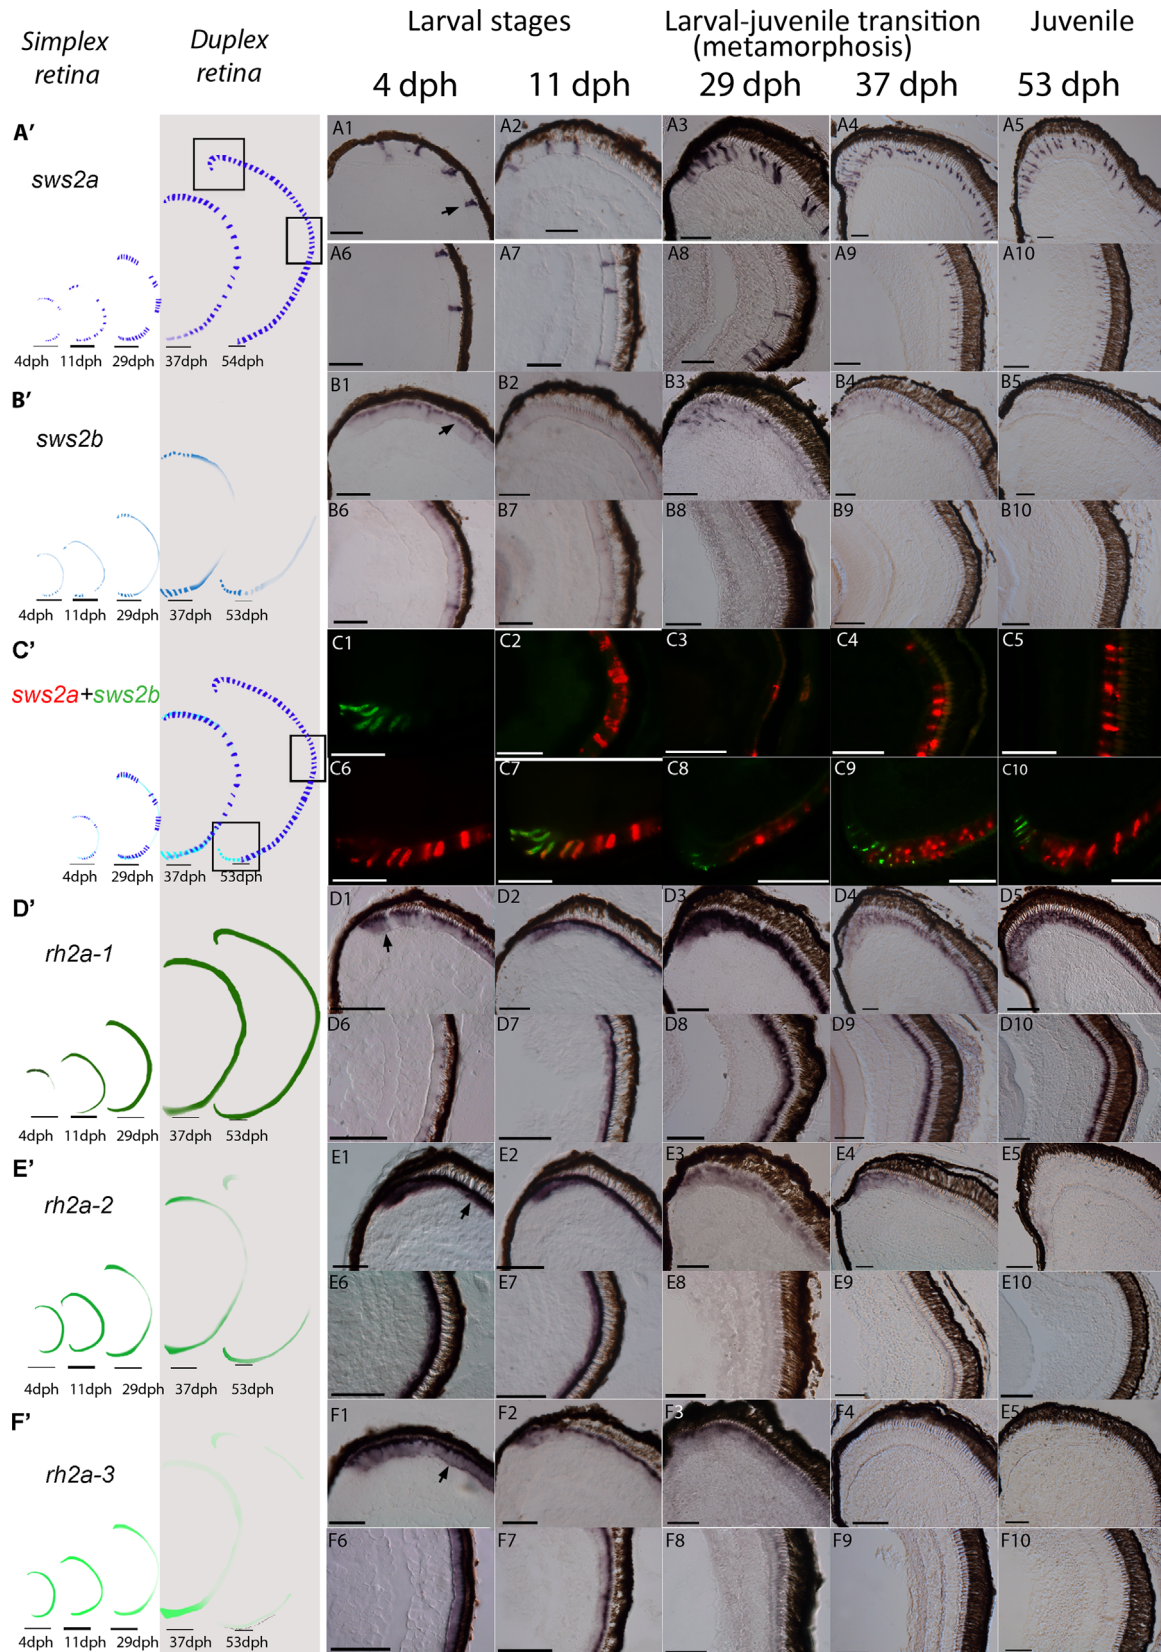 Simplex
retina
Duplex
retina
Larval stages
Larval-juvenile transition
(metamorphosis)
Juvenile
4 dph
11 dph
29 dph
37 dph
53 dph
A'
sws2a
4dph
11dph
29dph
37dph
54dph
A1
A2
A3
A4
A5
A6
A7
A8
A9
A10
B'
sws2b
4dph
11dph
29dph
37dph
53dph
B1
B2
B3
B4
B5
B6
B7
B8
B9
B10
C'
sws2a+sws2b
4dph
29dph
37dph
53dph
C1
C2
C3
C4
C5
C6
C7
C8
C9
C10
D'
rh2a-1
4dph
11dph
29dph
37dph
53dph
D1
D2
D3
D4
D5
D6
D7
D8
D9
D10
E'
rh2a-2
4dph
11dph
29dph
37dph
53dph
E1
E2
E3
E4
E5
E6
E7
E8
E9
E10
F'
rh2a-3
4dph
11dph
29dph
37dph
53dph
F1
F2
F3
F4
E5
F6
F7
F8
F9
F10